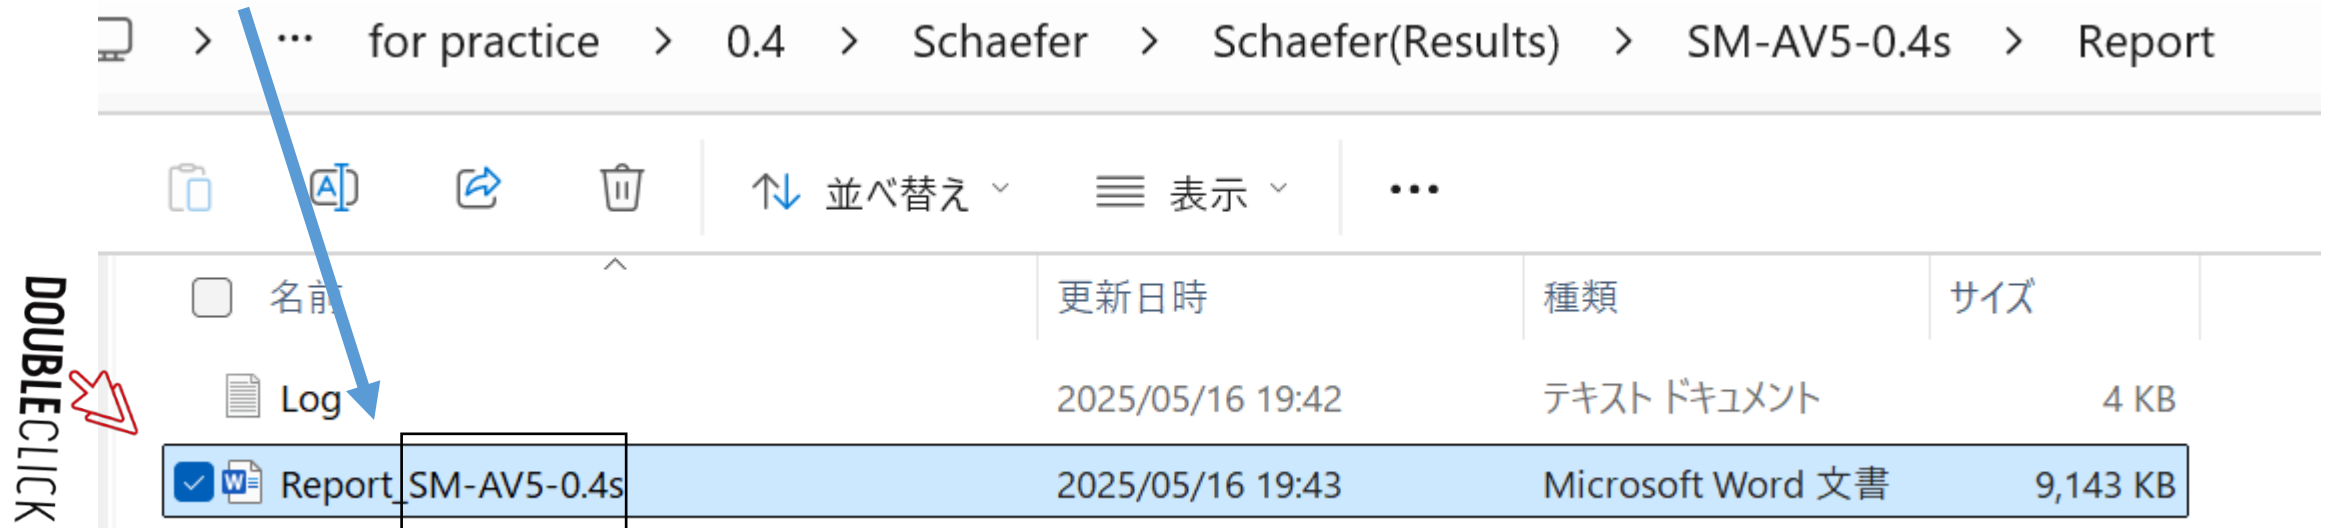 … for practice > 0.4 > Schaefer > Schaefer(Results) > SM-AV5-0.4s > Report
並べ替え 表示 •••
名前 更新日時 種類 サイズ
Log 2025/05/16 19:42 テキスト ドキュメント 4 KB
Report_SM-AV5-0.4s 2025/05/16 19:43 Microsoft Word 文書 9,143 KB
DOUBLECLICK